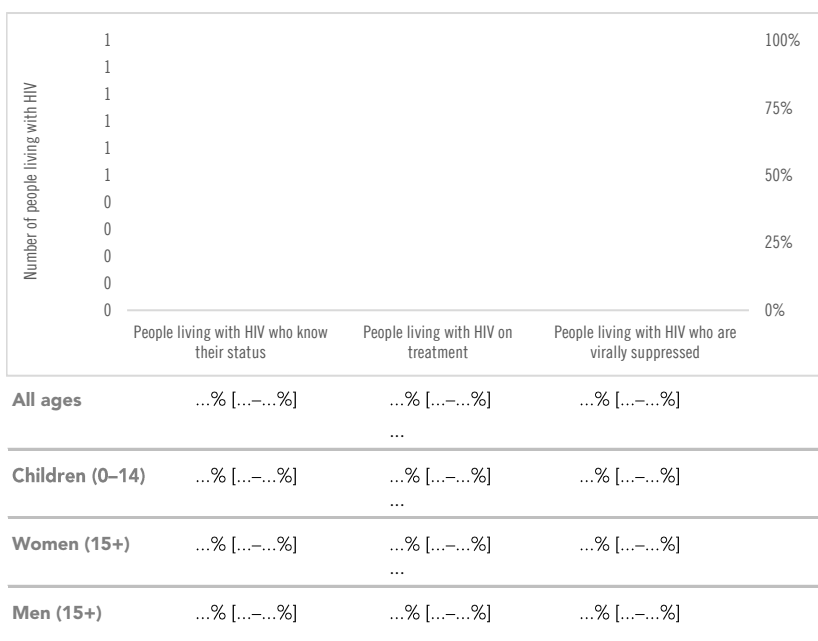 Number of people living with HIV
1
1
1
1
1
1
0
0
0
0
0
100%
75%
50%
25%
0%
People living with HIV who know
their status
People living with HIV on
treatment
People living with HIV who are
virally suppressed
All ages ...% [...–...%] ...% [...–...%] ...% [...–...%]
...
Children (0–14) ...% [...–...%] ...% [...–...%] ...% [...–...%]
...
Women (15+) ...% [...–...%] ...% [...–...%] ...% [...–...%]
...
Men (15+) ...% [...–...%] ...% [...–...%] ...% [...–...%]